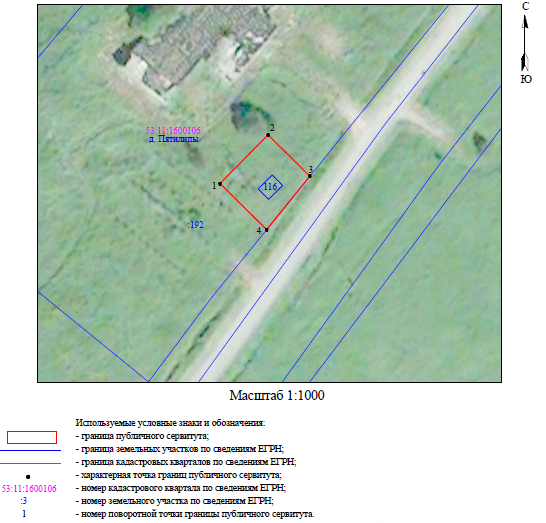 С
Ю
53:11:1600106
д. Пятилипы
2
3
1
116
:192
4
Масштаб 1:1000
Используемые условные знаки и обозначения:
- граница публичного сервитута;
- граница земельных участков по сведениям ЕГРН;
- граница кадастровых кварталов по сведениям ЕГРН;
- характерная точка границ публичного сервитута;
53:11:1600106 - номер кадастрового квартала по сведениям ЕГРН;
:3 - номер земельного участка по сведениям ЕГРН;
1 - номер поворотной точки границы публичного сервитута.